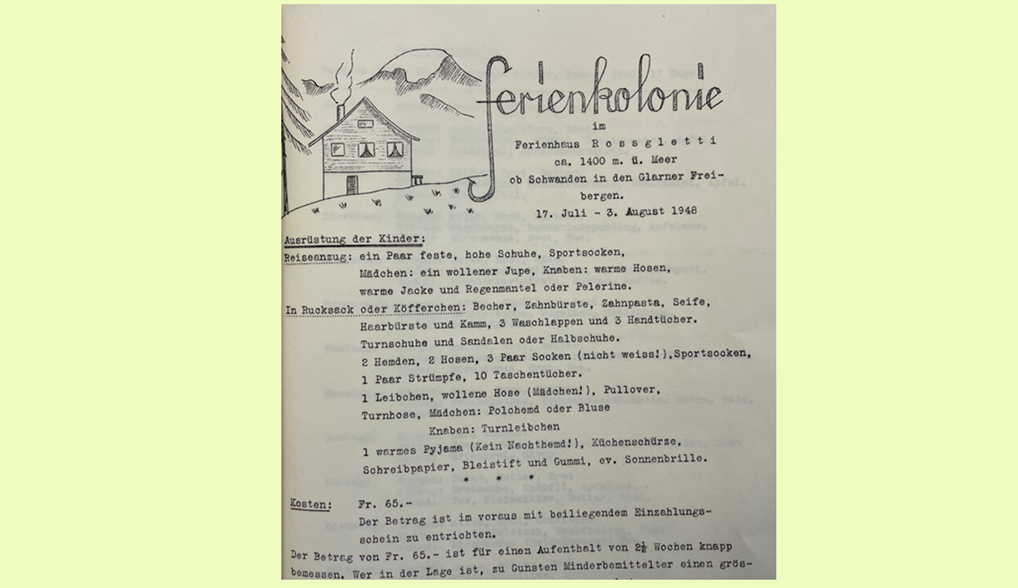 ferienkolonie
im
Ferienhaus Rossgletti
ca. 1400 m. ü. Meer
ob Schwanden in den Glarner Frei-
bergen.
17. Juli - 3. August 1948
Ausrüstung der Kinder:
Reiseanzug: ein Paar feste, hohe Schuhe, Sportsocken,
Mädchen: ein wollener Jupe, Knaben: warme Hosen,
warme Jacke und Regenmantel oder Pelerine.
In Rucksack oder Köfferchen: Becher, Zahnbürste, Zahnpasta, Seife,
Haarbürste und Kamm, 3 Waschlappen und 3 Handtücher.
Turnschuhe und Sandalen oder Halbschuhe.
2 Hemden, 2 Hosen, 3 Paar Socken (nicht weiss!),Sportsocken,
1 Paar Strümpfe, 10 Taschentücher.
1 Leibchen, wollene Hose (Mädchen!), Pullover,
Turnhose, Mädchen: Polohemd oder Bluse
Knaben: Turnleibchen
1 warmes Pyjama (Kein Nachthemd!), Küchenschürze,
Schreibpapier, Bleistift und Gummi, ev. Sonnenbrille.
* * *
Kosten: Fr. 65.-
Der Betrag ist im voraus mit beiliegendem Einzahlungs-
schein zu entrichten.
Der Betrag von Fr. 65.- ist für einen Aufenthalt von 2½ Wochen knapp
bemessen. Wer in der Lage ist, zu Gunsten Minderbemittelter einen grös-